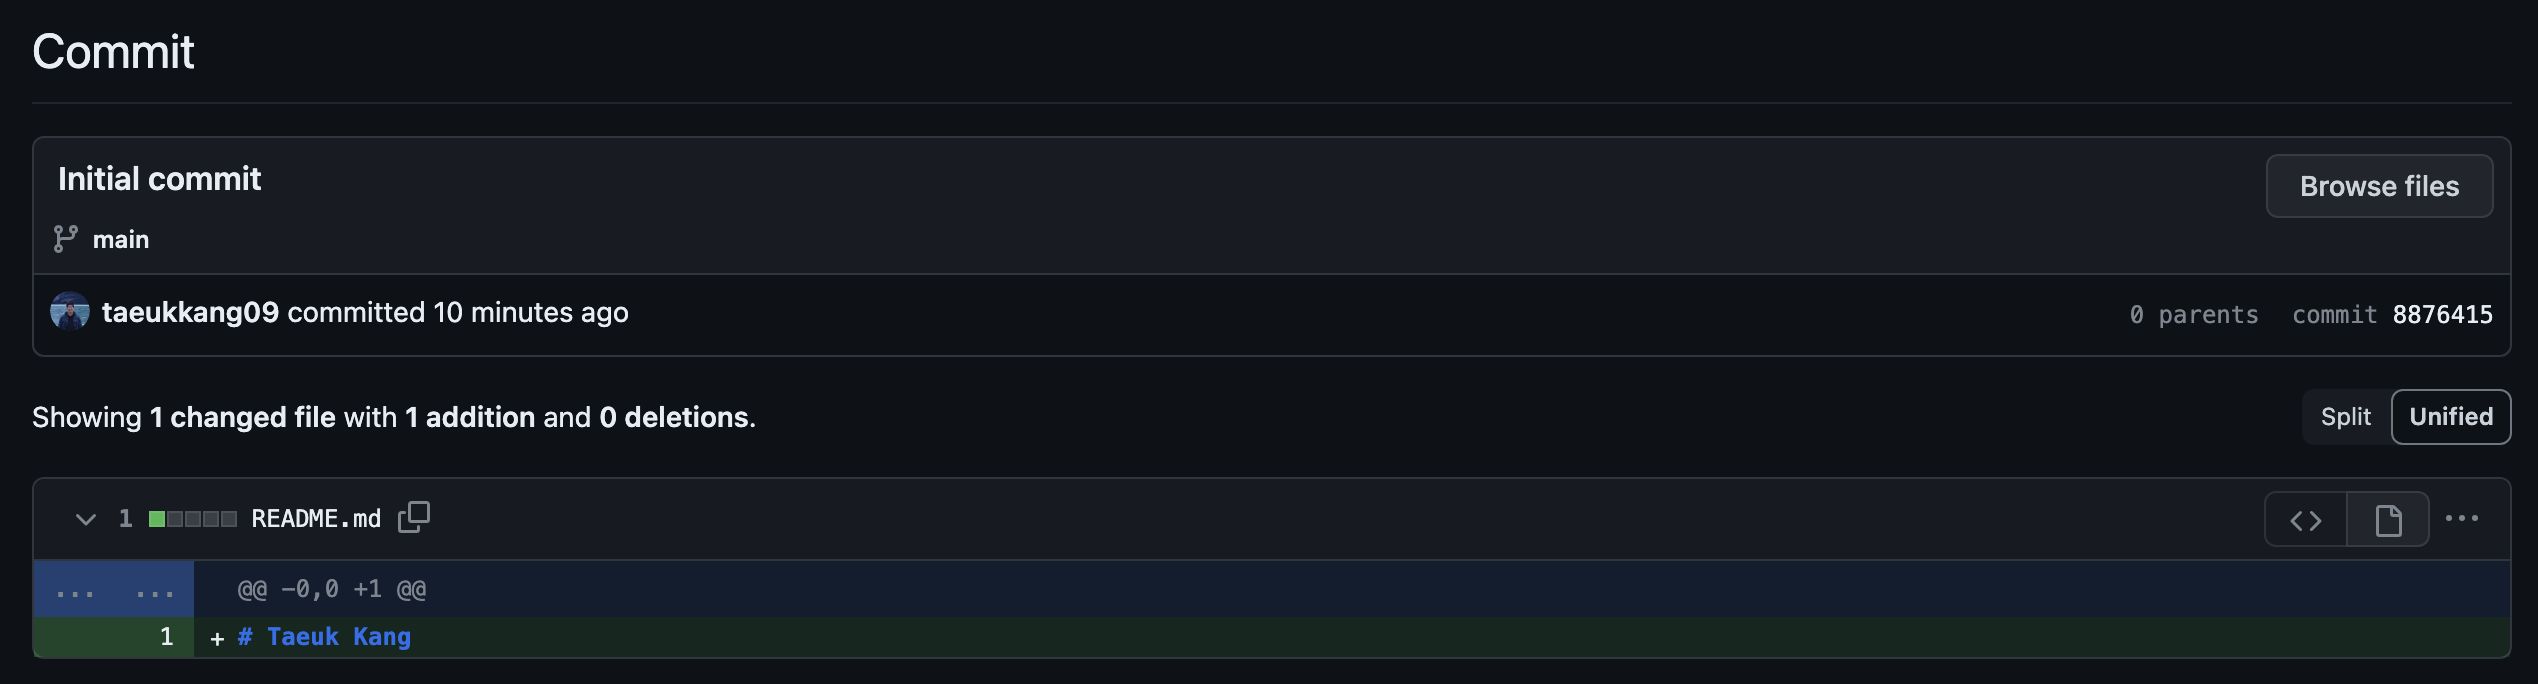 Commit
Initial commit
Browse files
main
taeukkang09 committed 10 minutes ago
0 parents commit 8876415
Showing 1 changed file with 1 addition and 0 deletions.
Split Unified
1 README.md
... ... @@ -0,0 +1 @@
1 + # Taeuk Kang